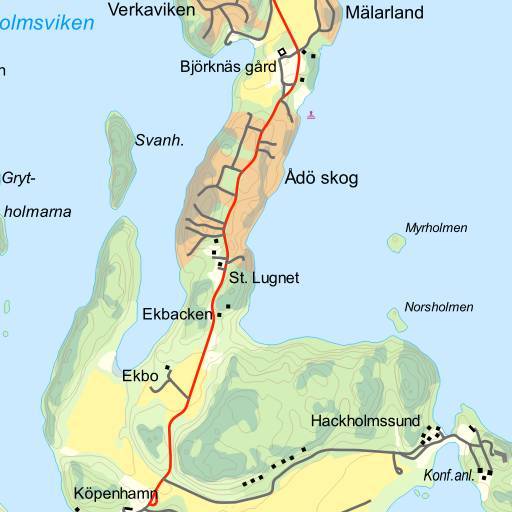 Verkaviken
Mälarland
olmsviken
Björknäs gård
n
Svanh.
Gryt-
holmarna
Ådö skog
Myrholmen
St. Lugnet
Norsholmen
Ekbacken
Ekbo
Hackholmssund
Konf.anl.
Köpenhamn